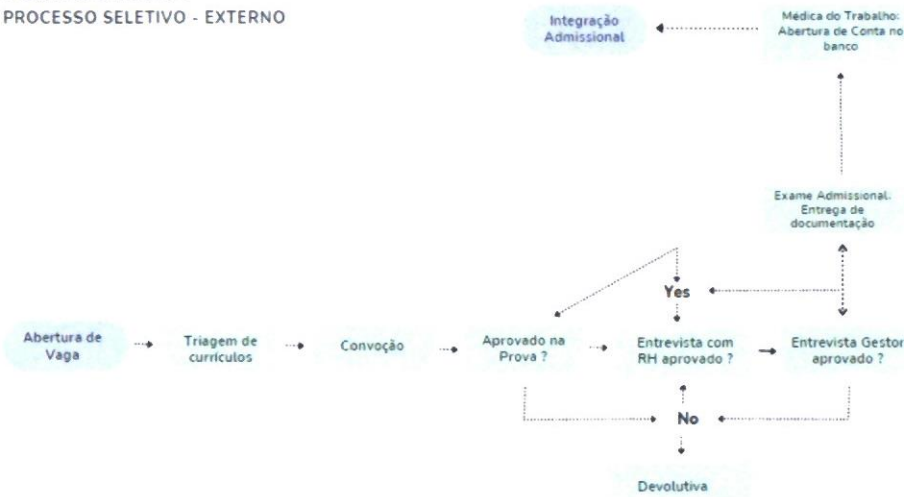 PROCESSO SELETIVO - EXTERNO
Integração
Admissional
Médica do Trabalho:
Abertura de Conta no
banco
Exame Admissional.
Entrega de
documentação
Yes
Abertura de
Vaga
Triagem de
currículos
Convoção
Aprovado na
Prova ?
Entrevista com
RH aprovado ?
Entrevista Gestor
aprovado ?
No
Devolutiva